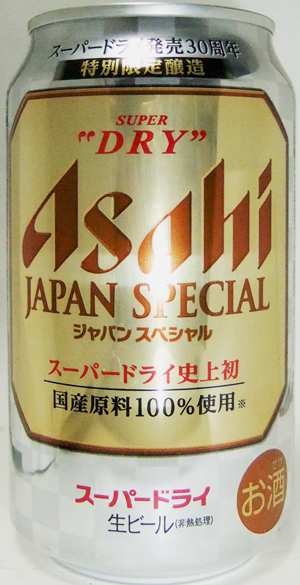 スーパードライ発売30周年
特別限定醸造
SUPER
"DRY"
Asahi
JAPAN SPECIAL
ジャパンスペシャル
スーパードライ史上初
国産原料100%使用※
スーパードライ
生ビール(非熱処理)
お酒